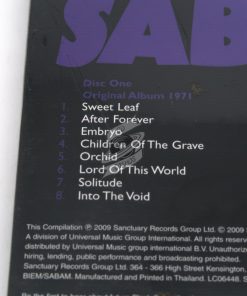 SAB
Disc One
Original Album 1971
1. Sweet Leaf
2. After Forever
3. Embryo
4. Children Of The Grave
5. Orchid
6. Lord Of This World
7. Solitude
8. Into The Void
This Compilation ℗ 2009 Sanctuary Records Group Ltd. © 2009
A division of Universal Music Group International. All rights
distributed by Universal Music group international B.V. Unauthoriz
hiring, lending, public performance and broadcasting prohibited.
Sanctuary Records Group Ltd. 364 - 366 High Street Kensington,
BIEM/SABAM. Made and Printed in Thailand. LC06448.